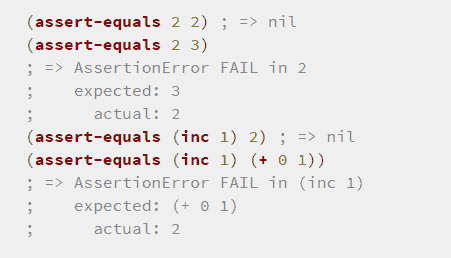 (assert-equals 2 2) ; => nil
(assert-equals 2 3)
; => AssertionError FAIL in 2
;    expected: 3
;      actual: 2
(assert-equals (inc 1) 2) ; => nil
(assert-equals (inc 1) (+ 0 1))
; => AssertionError FAIL in (inc 1)
;    expected: (+ 0 1)
;      actual: 2